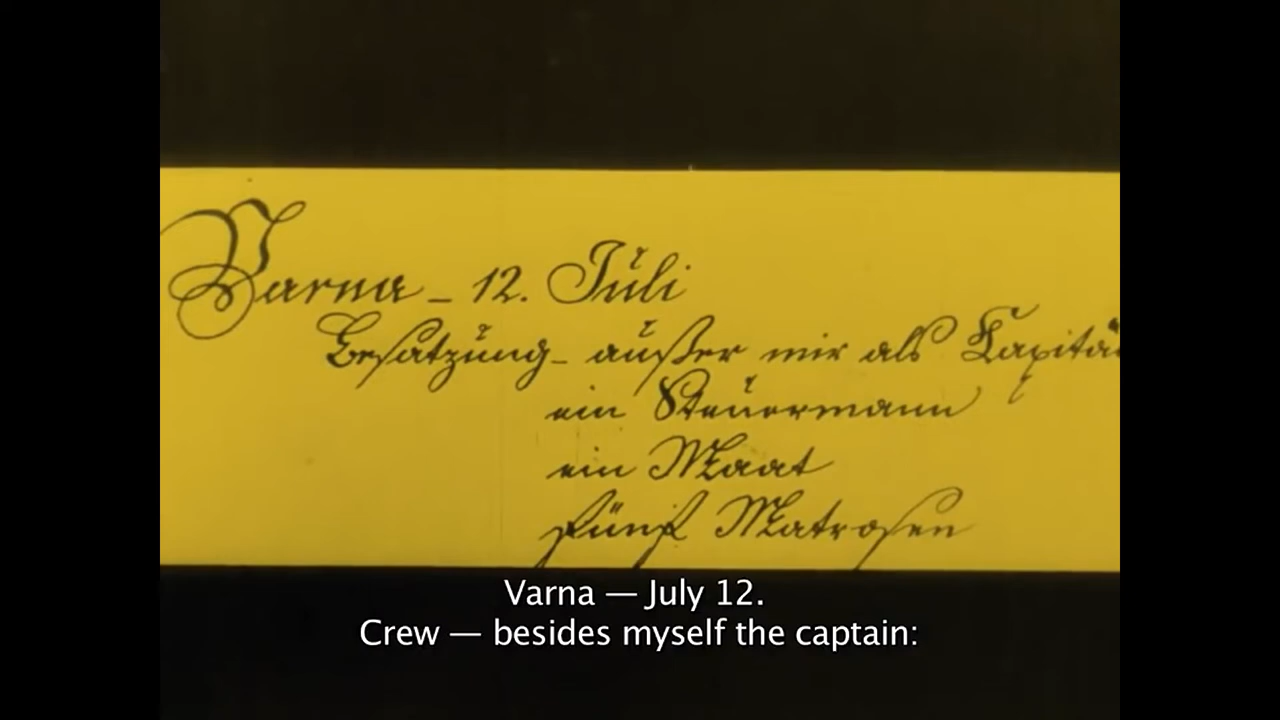 Varna – 12. Juli
Besatzung – außer mir als Kapitä
ein Steuermann
ein Maat
fünf Matrosen
Varna — July 12.
Crew — besides myself the captain: